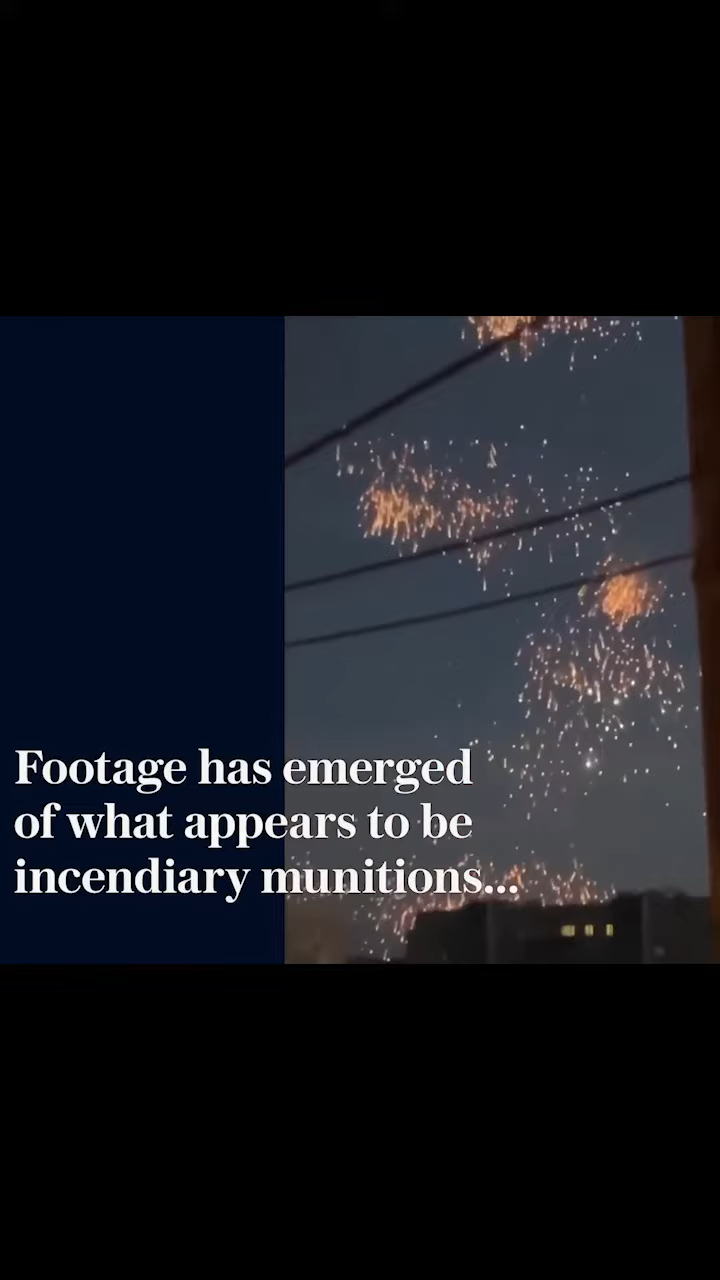 Footage has emerged
of what appears to be
incendiary munitions...